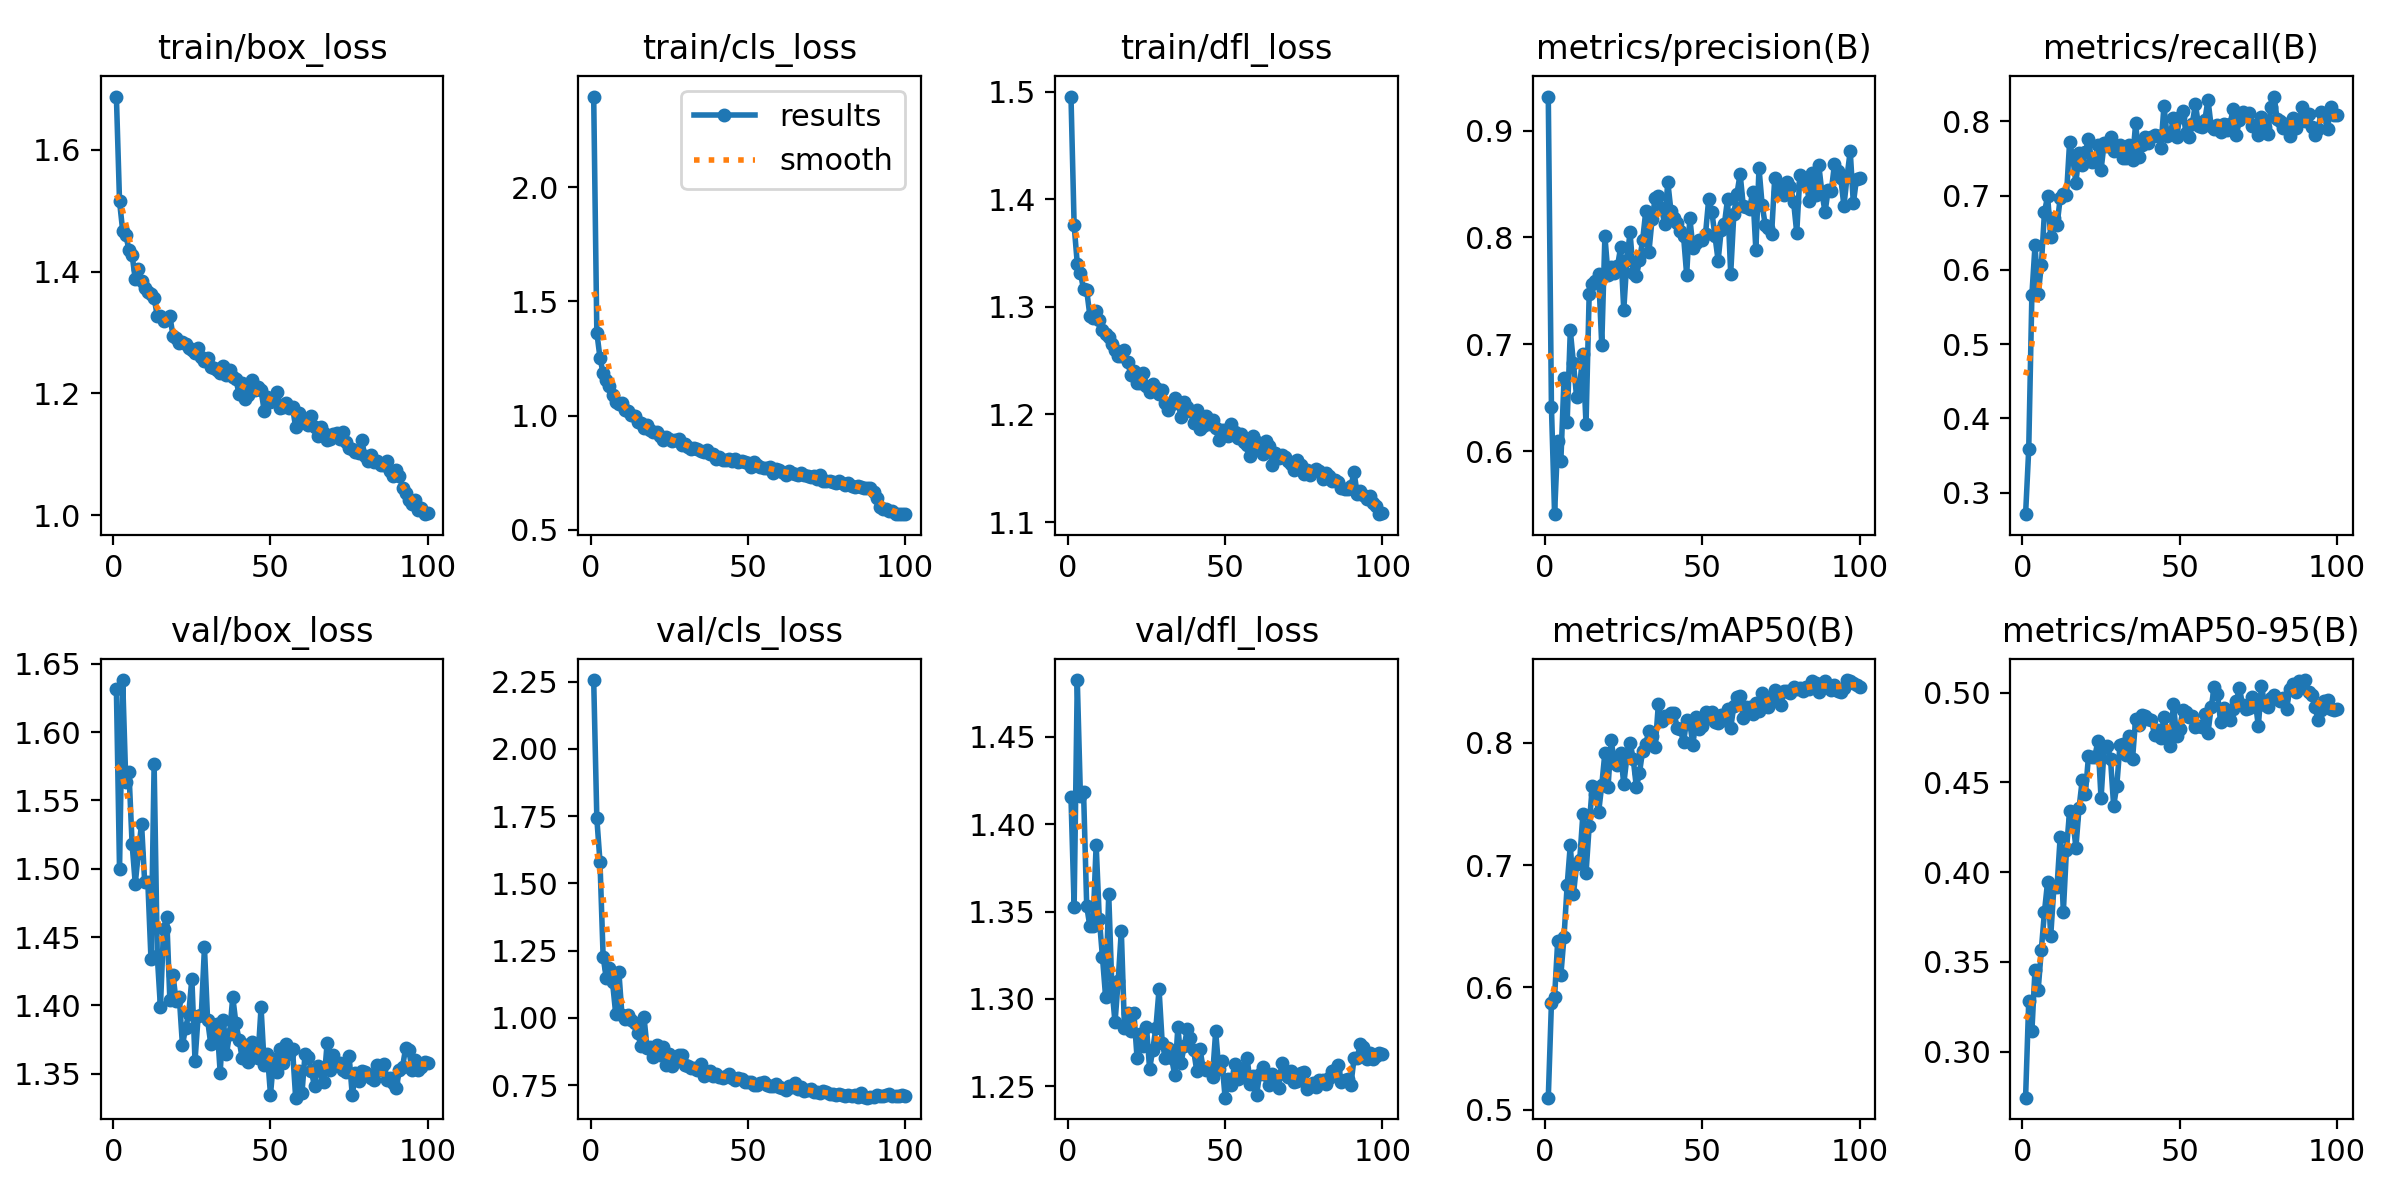 train/box_loss
1.6
1.4
1.2
1.0
0 50 100
train/cls_loss
results
smooth
2.0
1.5
1.0
0.5
0 50 100
train/dfl_loss
1.5
1.4
1.3
1.2
1.1
0 50 100
metrics/precision(B)
0.9
0.8
0.7
0.6
0 50 100
metrics/recall(B)
0.8
0.7
0.6
0.5
0.4
0.3
0 50 100
val/box_loss
1.65
1.60
1.55
1.50
1.45
1.40
1.35
0 50 100
val/cls_loss
2.25
2.00
1.75
1.50
1.25
1.00
0.75
0 50 100
val/dfl_loss
1.45
1.40
1.35
1.30
1.25
0 50 100
metrics/mAP50(B)
0.8
0.7
0.6
0.5
0 50 100
metrics/mAP50-95(B)
0.50
0.45
0.40
0.35
0.30
0 50 100